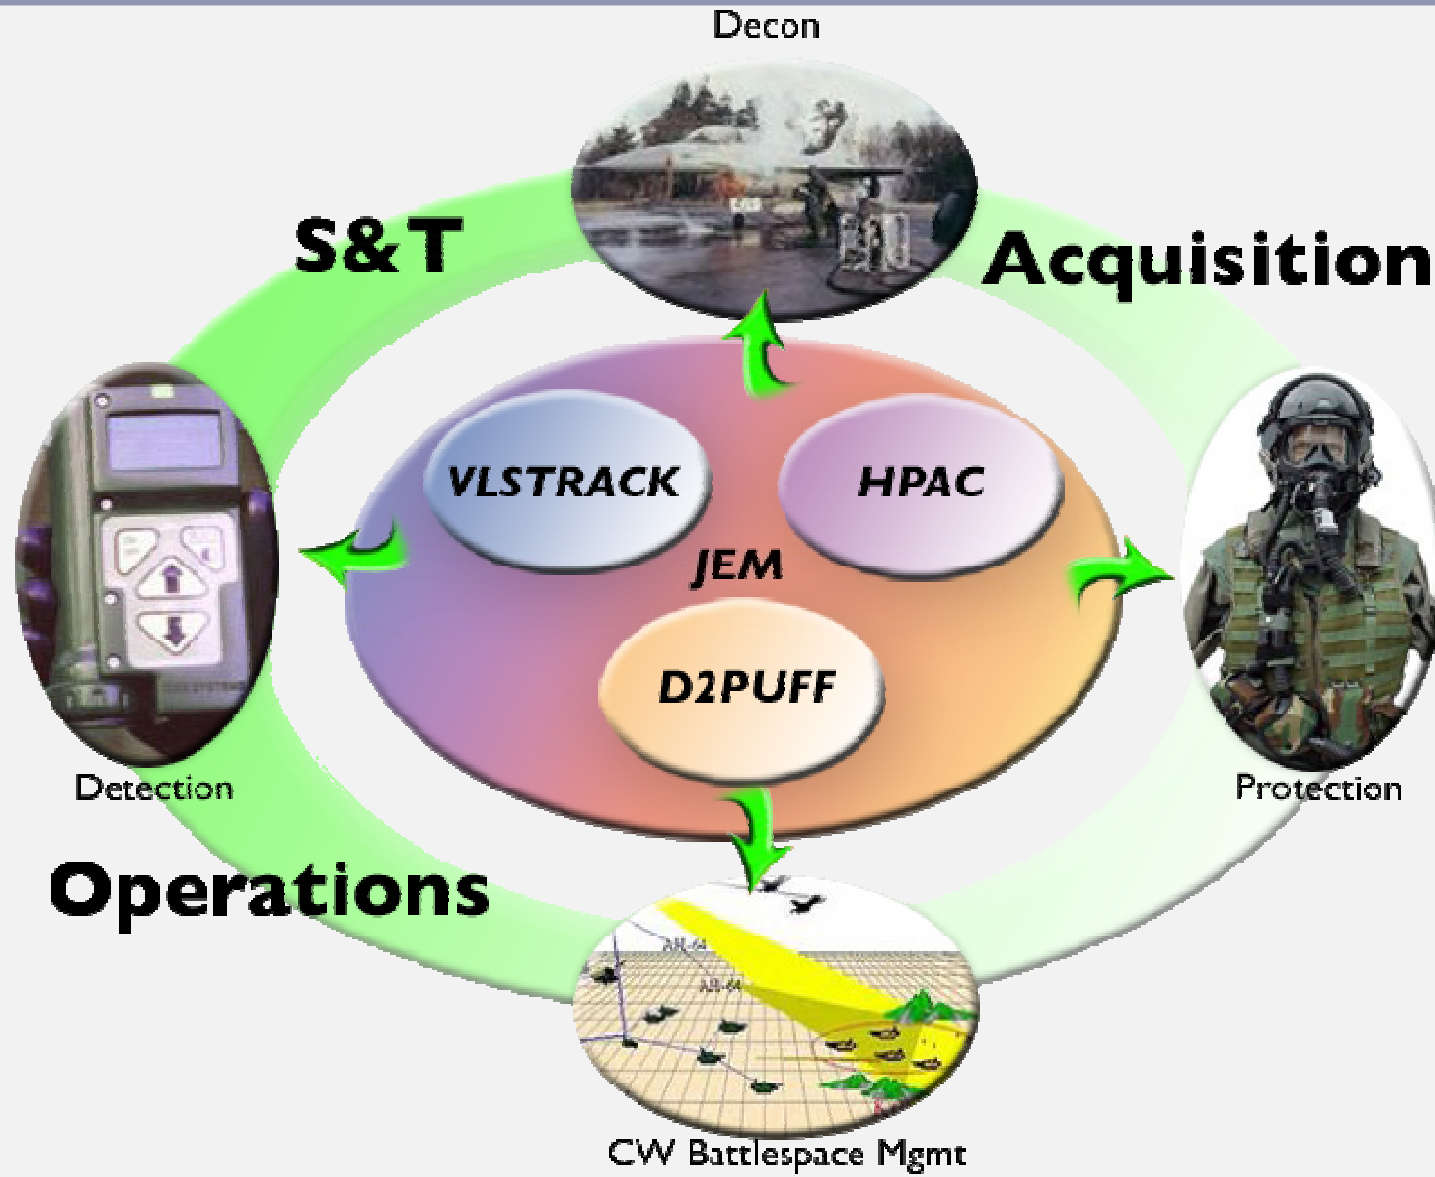 Decon
S&T
Acquisition
VLSTRACK
HPAC
JEM
D2PUFF
Detection
Protection
Operations
CW Battlespace Mgmt